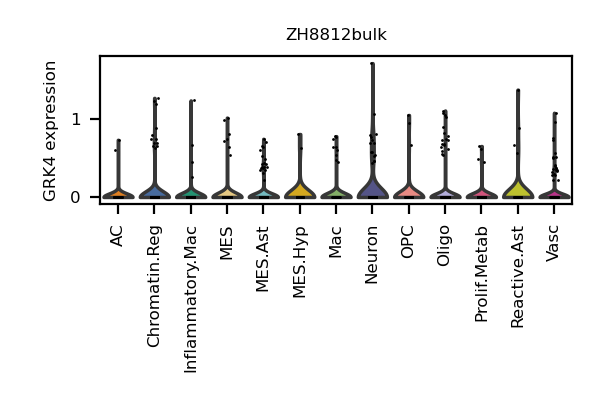 ZH8812bulk
GRK4 expression
1
0
AC
Chromatin.Reg
Inflammatory.Mac
MES
MES.Ast
MES.Hyp
Mac
Neuron
OPC
Oligo
Prolif.Metab
Reactive.Ast
Vasc